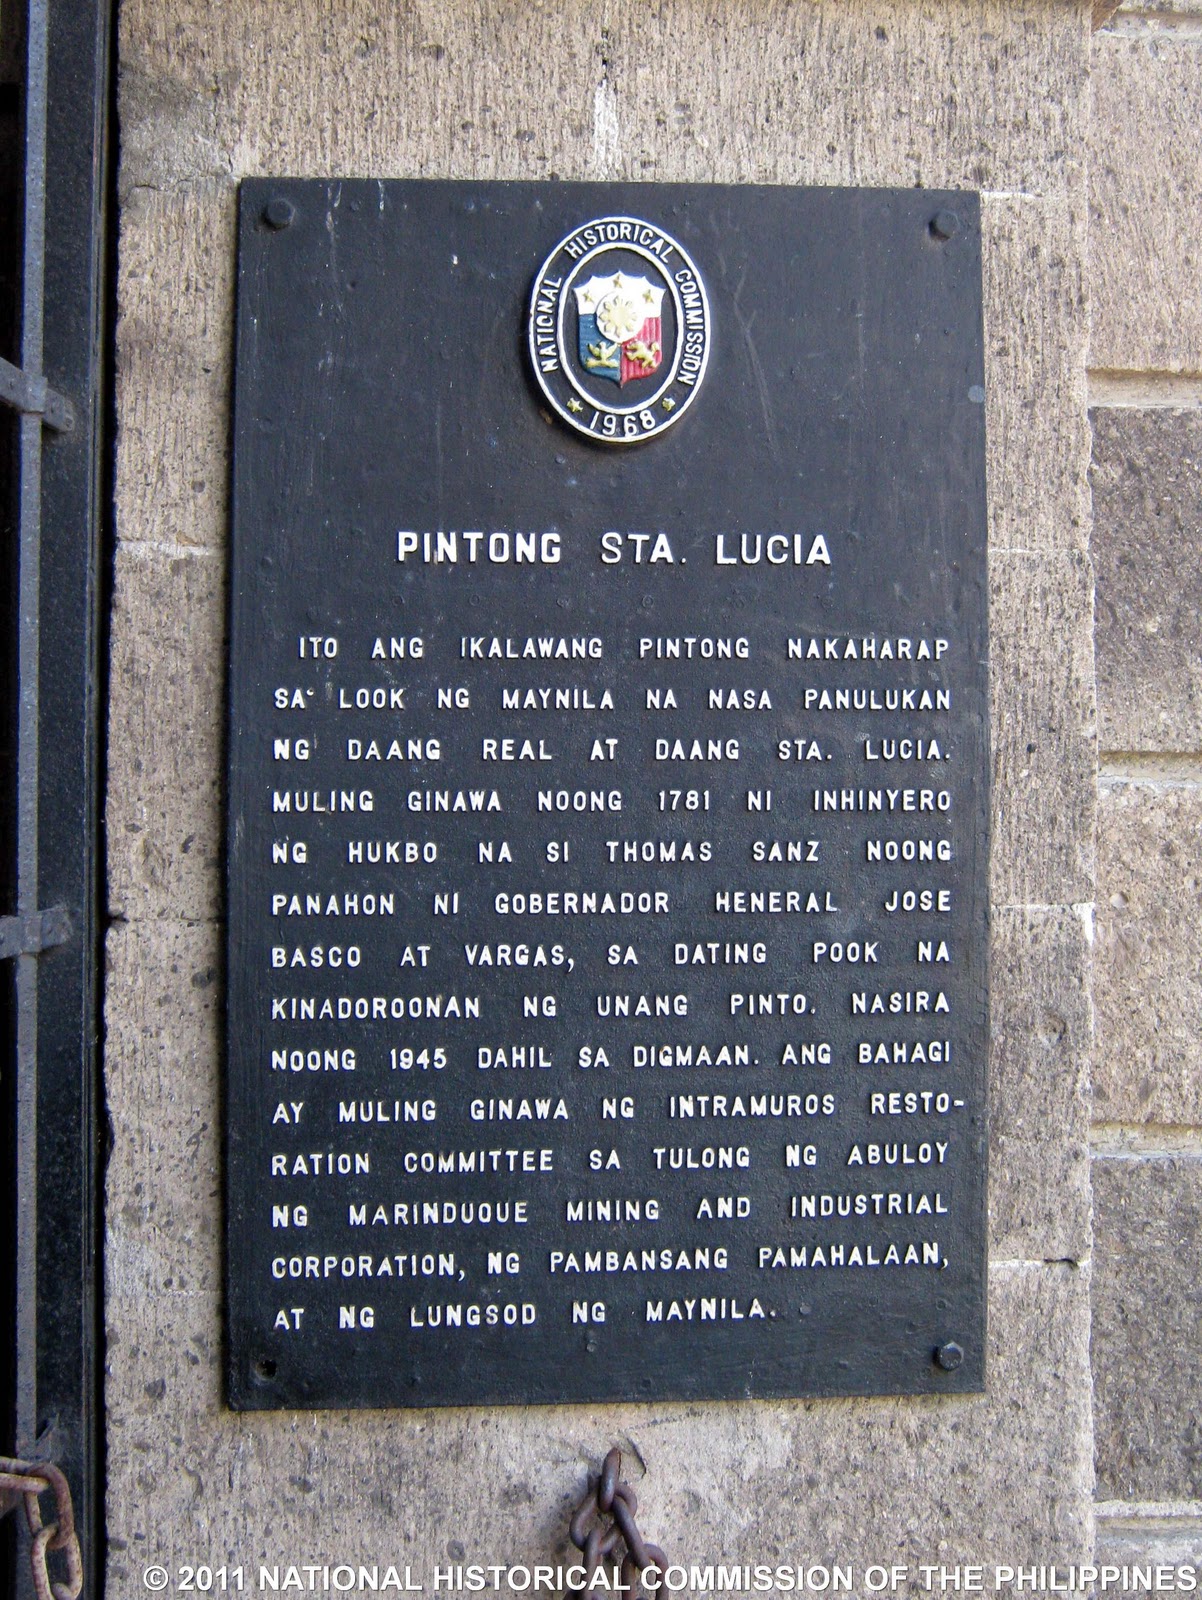 NATIONAL HISTORICAL COMMISSION
1968
PINTONG STA. LUCIA
ITO ANG IKALAWANG PINTONG NAKAHARAP
SA LOOK NG MAYNILA NA NASA PANULUKAN
NG DAANG REAL AT DAANG STA. LUCIA.
MULING GINAWA NOONG 1781 NI INHINYERO
NG HUKBO NA SI THOMAS SANZ NOONG
PANAHON NI GOBERNADOR HENERAL JOSE
BASCO AT VARGAS, SA DATING POOK NA
KINADOROONAN NG UNANG PINTO. NASIRA
NOONG 1945 DAHIL SA DIGMAAN. ANG BAHAGI
AY MULING GINAWA NG INTRAMUROS RESTO-
RATION COMMITTEE SA TULONG NG ABULOY
NG MARINDUQUE MINING AND INDUSTRIAL
CORPORATION, NG PAMBANSANG PAMAHALAAN,
AT NG LUNGSOD NG MAYNILA.
© 2011 NATIONAL HISTORICAL COMMISSION OF THE PHILIPPINES